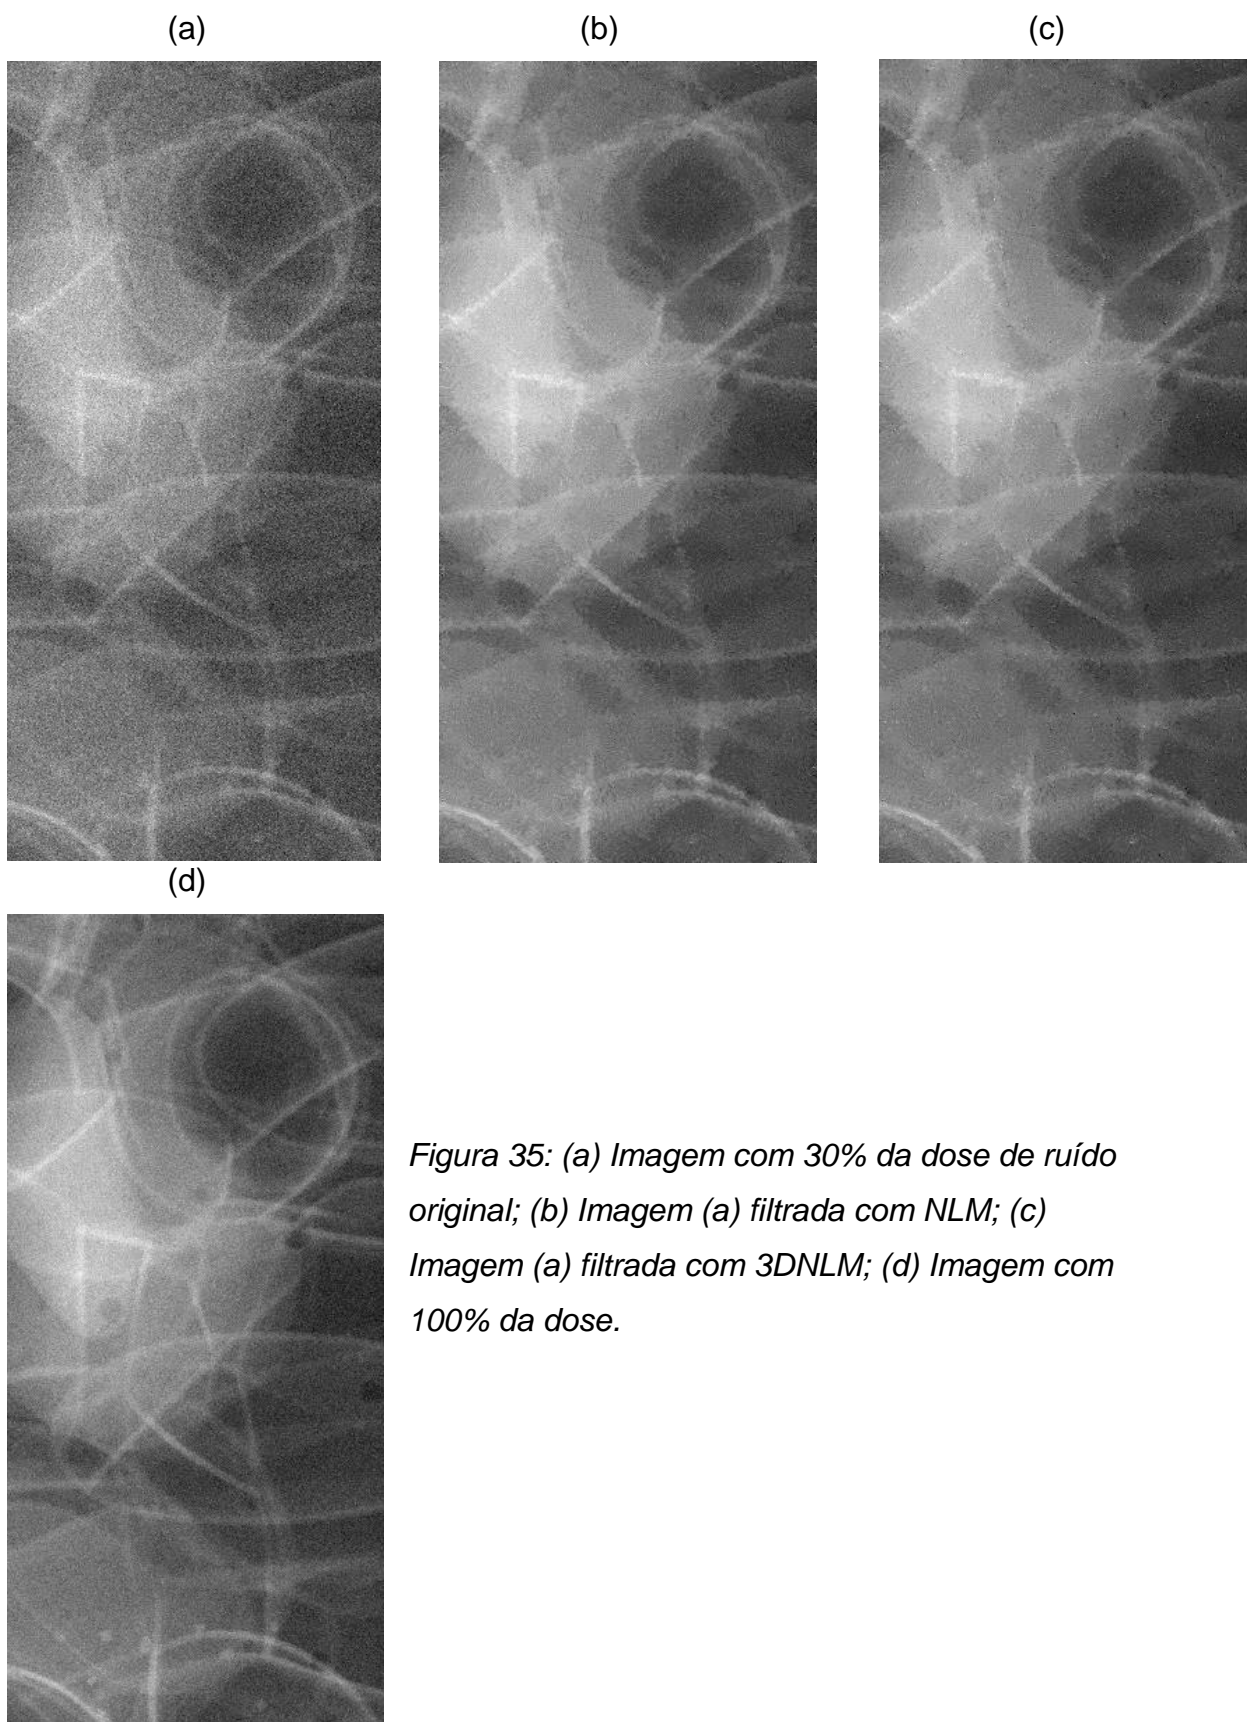 (a)
(b)
(c)
(d)
Figura 35: (a) Imagem com 30% da dose de ruído
original; (b) Imagem (a) filtrada com NLM; (c)
Imagem (a) filtrada com 3DNLM; (d) Imagem com
100% da dose.